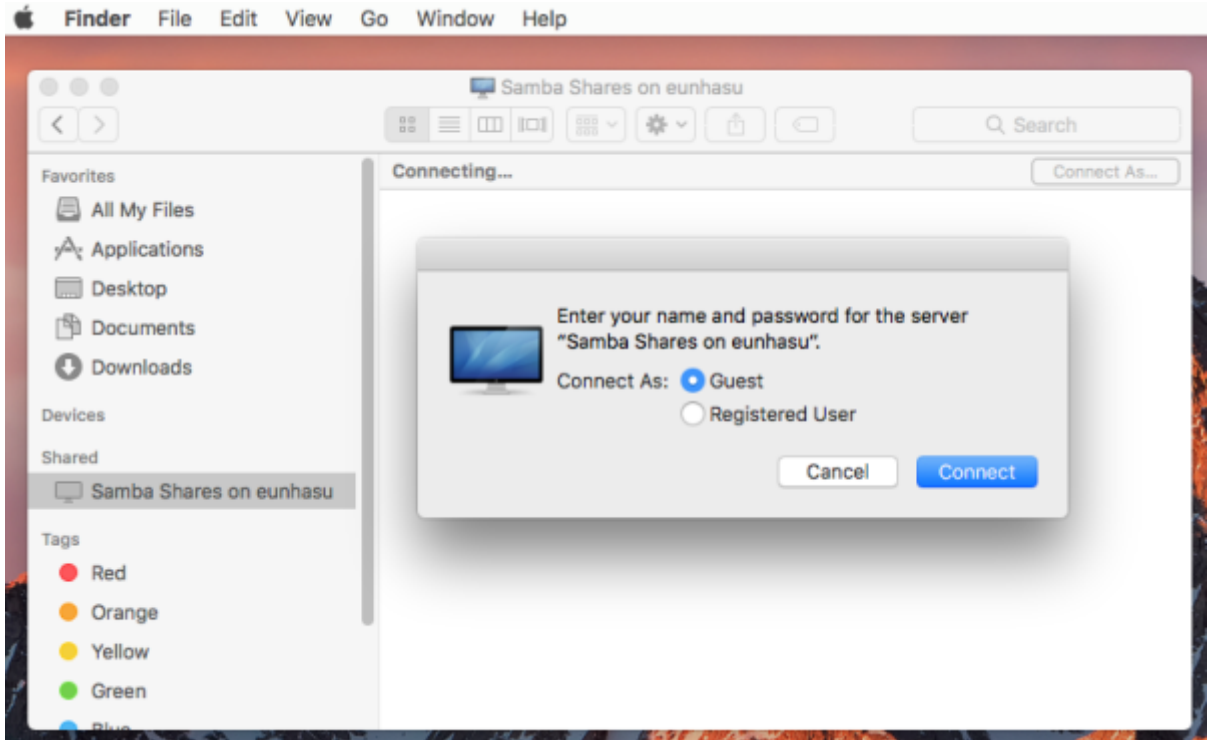 Finder File Edit View Go Window Help
Samba Shares on eunhasu
Search
Favorites
All My Files
Applications
Desktop
Documents
Downloads
Devices
Shared
Samba Shares on eunhasu
Tags
Red
Orange
Yellow
Green
Blue
Connecting...
Connect As...
Enter your name and password for the server
"Samba Shares on eunhasu".
Connect As: Guest
Registered User
Cancel Connect